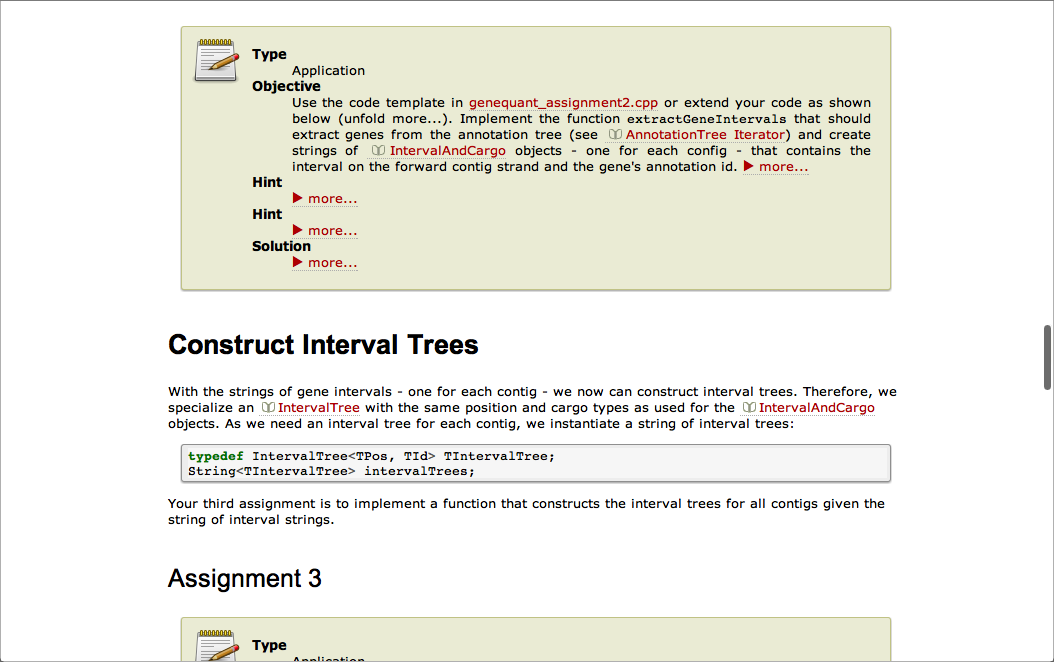 Type
Application
Objective
Use the code template in genequant_assignment2.cpp or extend your code as shown
below (unfold more...). Implement the function extractGeneIntervals that should
extract genes from the annotation tree (see AnnotationTree Iterator) and create
strings of IntervalAndCargo objects - one for each config - that contains the
interval on the forward contig strand and the gene's annotation id. ▶ more...
Hint
▶ more...
Hint
▶ more...
Solution
▶ more...
Construct Interval Trees
With the strings of gene intervals - one for each contig - we now can construct interval trees. Therefore, we
specialize an IntervalTree with the same position and cargo types as used for the IntervalAndCargo
objects. As we need an interval tree for each contig, we instantiate a string of interval trees:
typedef IntervalTree<TPos, TId> TIntervalTree;
String<TIntervalTree> intervalTrees;
Your third assignment is to implement a function that constructs the interval trees for all contigs given the
string of interval strings.
Assignment 3
Type
Application